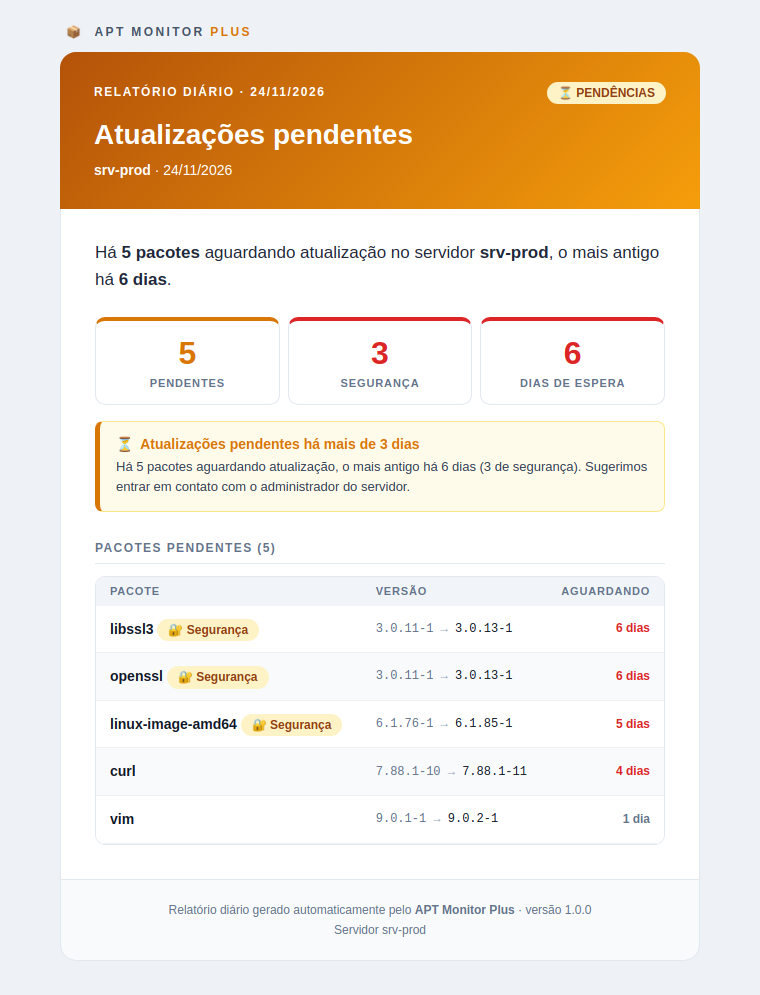 📦 APT MONITOR PLUS
RELATÓRIO DIÁRIO · 24/11/2026
⏳ PENDÊNCIAS
Atualizações pendentes
srv-prod · 24/11/2026
Há 5 pacotes aguardando atualização no servidor srv-prod, o mais antigo
há 6 dias.
5
PENDENTES
3
SEGURANÇA
6
DIAS DE ESPERA
⏳ Atualizações pendentes há mais de 3 dias
Há 5 pacotes aguardando atualização, o mais antigo há 6 dias (3 de segurança). Sugerimos
entrar em contato com o administrador do servidor.
PACOTES PENDENTES (5)
PACOTE VERSÃO AGUARDANDO
libssl3 🔐 Segurança 3.0.11-1 → 3.0.13-1 6 dias
openssl 🔐 Segurança 3.0.11-1 → 3.0.13-1 6 dias
linux-image-amd64 🔐 Segurança 6.1.76-1 → 6.1.85-1 5 dias
curl 7.88.1-10 → 7.88.1-11 4 dias
vim 9.0.1-1 → 9.0.2-1 1 dia
Relatório diário gerado automaticamente pelo APT Monitor Plus · versão 1.0.0
Servidor srv-prod